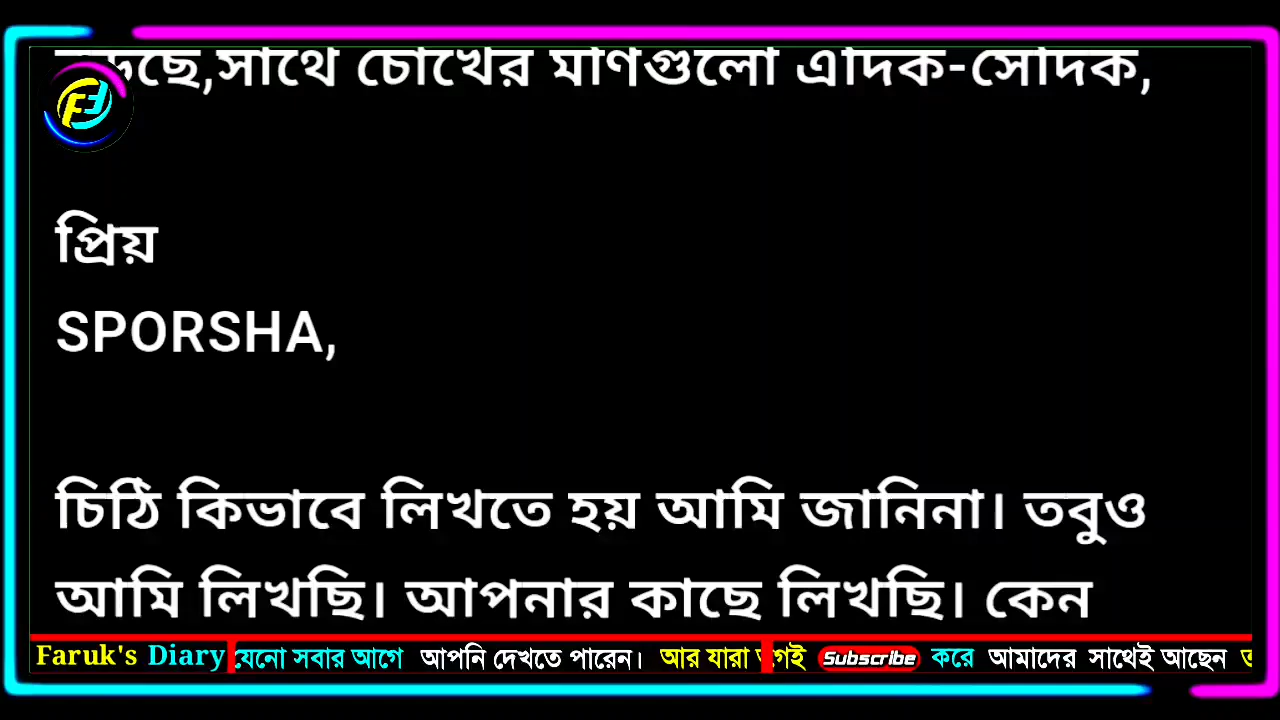 সাথে চোখের মণিগুলো এদিক-সেদিক,
প্রিয়
SPORSHA,
চিঠি কিভাবে লিখতে হয় আমি জানিনা। তবুও
আমি লিখছি। আপনার কাছে লিখছি। কেন
Faruk's Diary যেনো সবার আগে আপনি দেখতে পারেন। আর যারা Subscribe করে আমাদের সাথেই আছেন